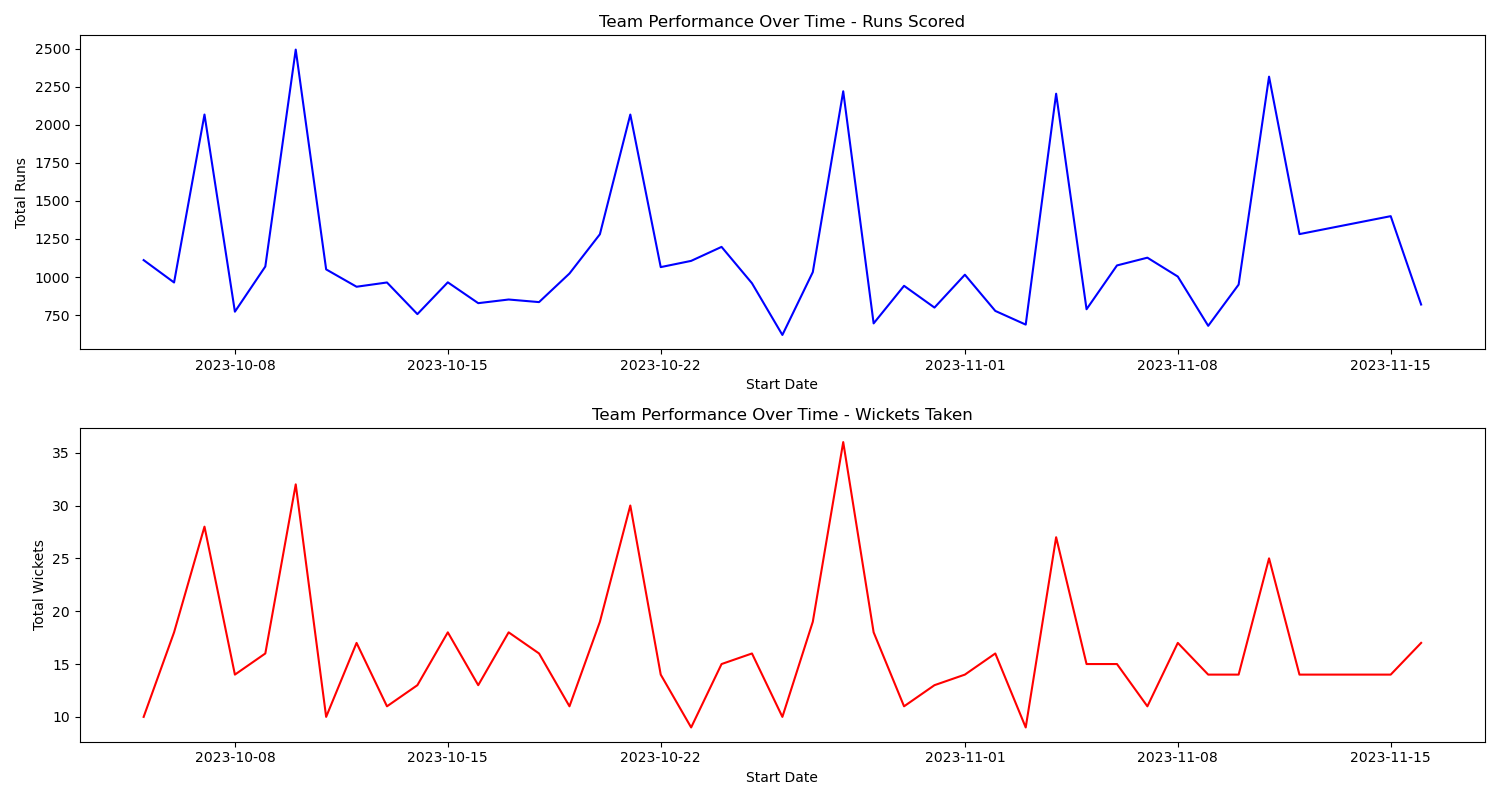 Team Performance Over Time - Runs Scored
Total Runs
2500
2250
2000
1750
1500
1250
1000
750
2023-10-08 2023-10-15 2023-10-22 2023-11-01 2023-11-08 2023-11-15
Start Date
Team Performance Over Time - Wickets Taken
Total Wickets
35
30
25
20
15
10
2023-10-08 2023-10-15 2023-10-22 2023-11-01 2023-11-08 2023-11-15
Start Date